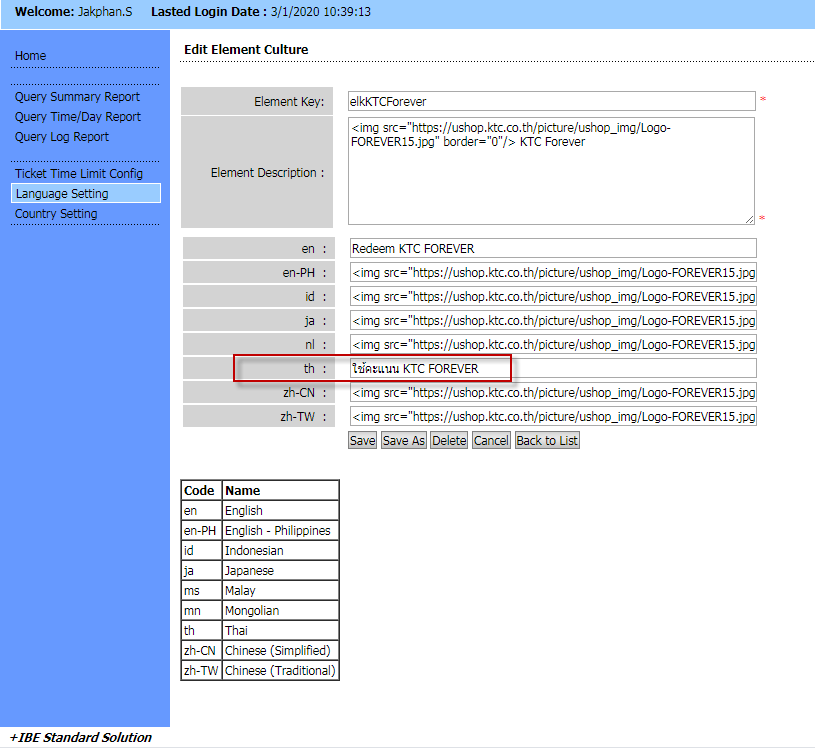 Welcome: Jakphan.S Lasted Login Date : 3/1/2020 10:39:13
Home
Query Summary Report
Query Time/Day Report
Query Log Report
Ticket Time Limit Config
Language Setting
Country Setting
Edit Element Culture
Element Key: elkKTCForever *
Element Description : <img src="https://ushop.ktc.co.th/picture/ushop_img/Logo-
FOREVER15.jpg" border="0"/> KTC Forever
*
en : Redeem KTC FOREVER
en-PH : <img src="https://ushop.ktc.co.th/picture/ushop_img/Logo-FOREVER15.jpg
id : <img src="https://ushop.ktc.co.th/picture/ushop_img/Logo-FOREVER15.jpg
ja : <img src="https://ushop.ktc.co.th/picture/ushop_img/Logo-FOREVER15.jpg
nl : <img src="https://ushop.ktc.co.th/picture/ushop_img/Logo-FOREVER15.jpg
th : ใช้คะแนน KTC FOREVER
zh-CN : <img src="https://ushop.ktc.co.th/picture/ushop_img/Logo-FOREVER15.jpg
zh-TW : <img src="https://ushop.ktc.co.th/picture/ushop_img/Logo-FOREVER15.jpg
Save Save As Delete Cancel Back to List
Code Name
en English
en-PH English - Philippines
id Indonesian
ja Japanese
ms Malay
mn Mongolian
th Thai
zh-CN Chinese (Simplified)
zh-TW Chinese (Traditional)
+IBE Standard Solution